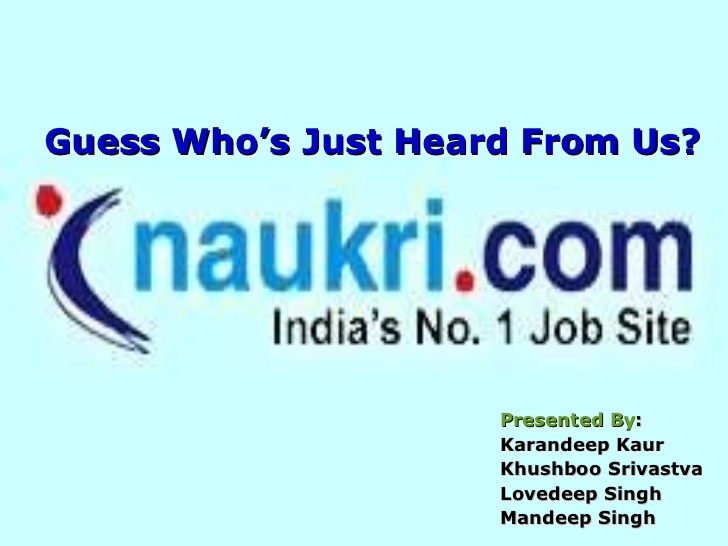 Guess Who’s Just Heard From Us?
naukri.com
India's No. 1 Job Site
Presented By:
Karandeep Kaur
Khushboo Srivastva
Lovedeep Singh
Mandeep Singh